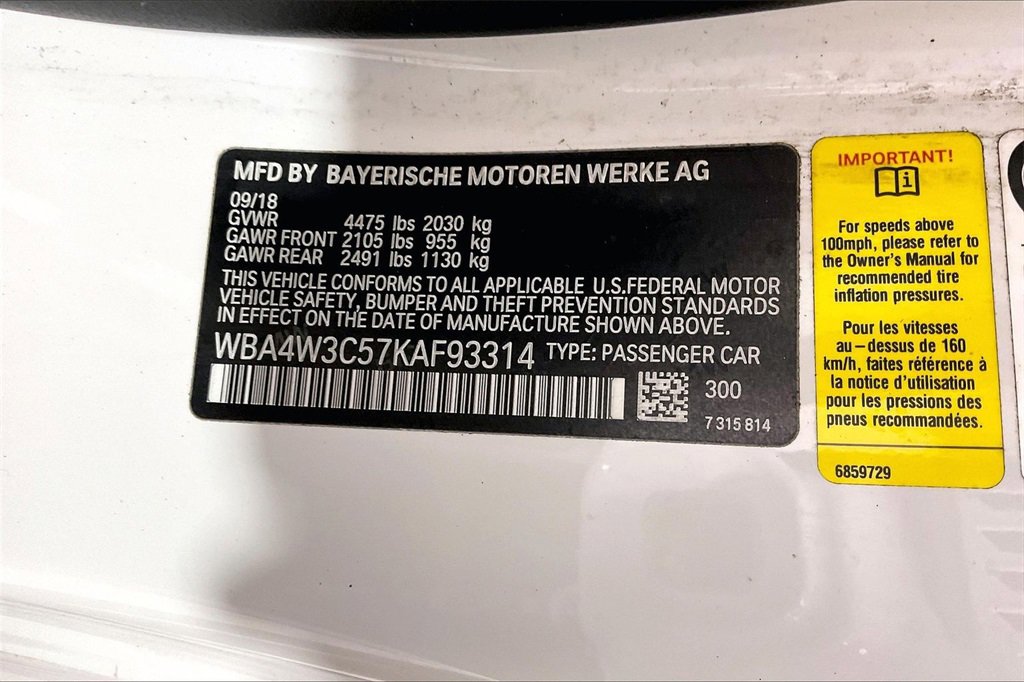 MFD BY BAYERISCHE MOTOREN WERKE AG
09/18
GVWR 4475 lbs 2030 kg
GAWR FRONT 2105 lbs 955 kg
GAWR REAR 2491 lbs 1130 kg
THIS VEHICLE CONFORMS TO ALL APPLICABLE U.S.FEDERAL MOTOR
VEHICLE SAFETY, BUMPER AND THEFT PREVENTION STANDARDS
IN EFFECT ON THE DATE OF MANUFACTURE SHOWN ABOVE.
WBA4W3C57KAF93314 TYPE: PASSENGER CAR
300
7 315 814
IMPORTANT!
i
For speeds above
100mph, please refer to
the Owner's Manual for
recommended tire
inflation pressures.
Pour les vitesses
au-dessus de 160
km/h, faites référence à
la notice d'utilisation
pour les pressions des
pneus recommandées.
6859729